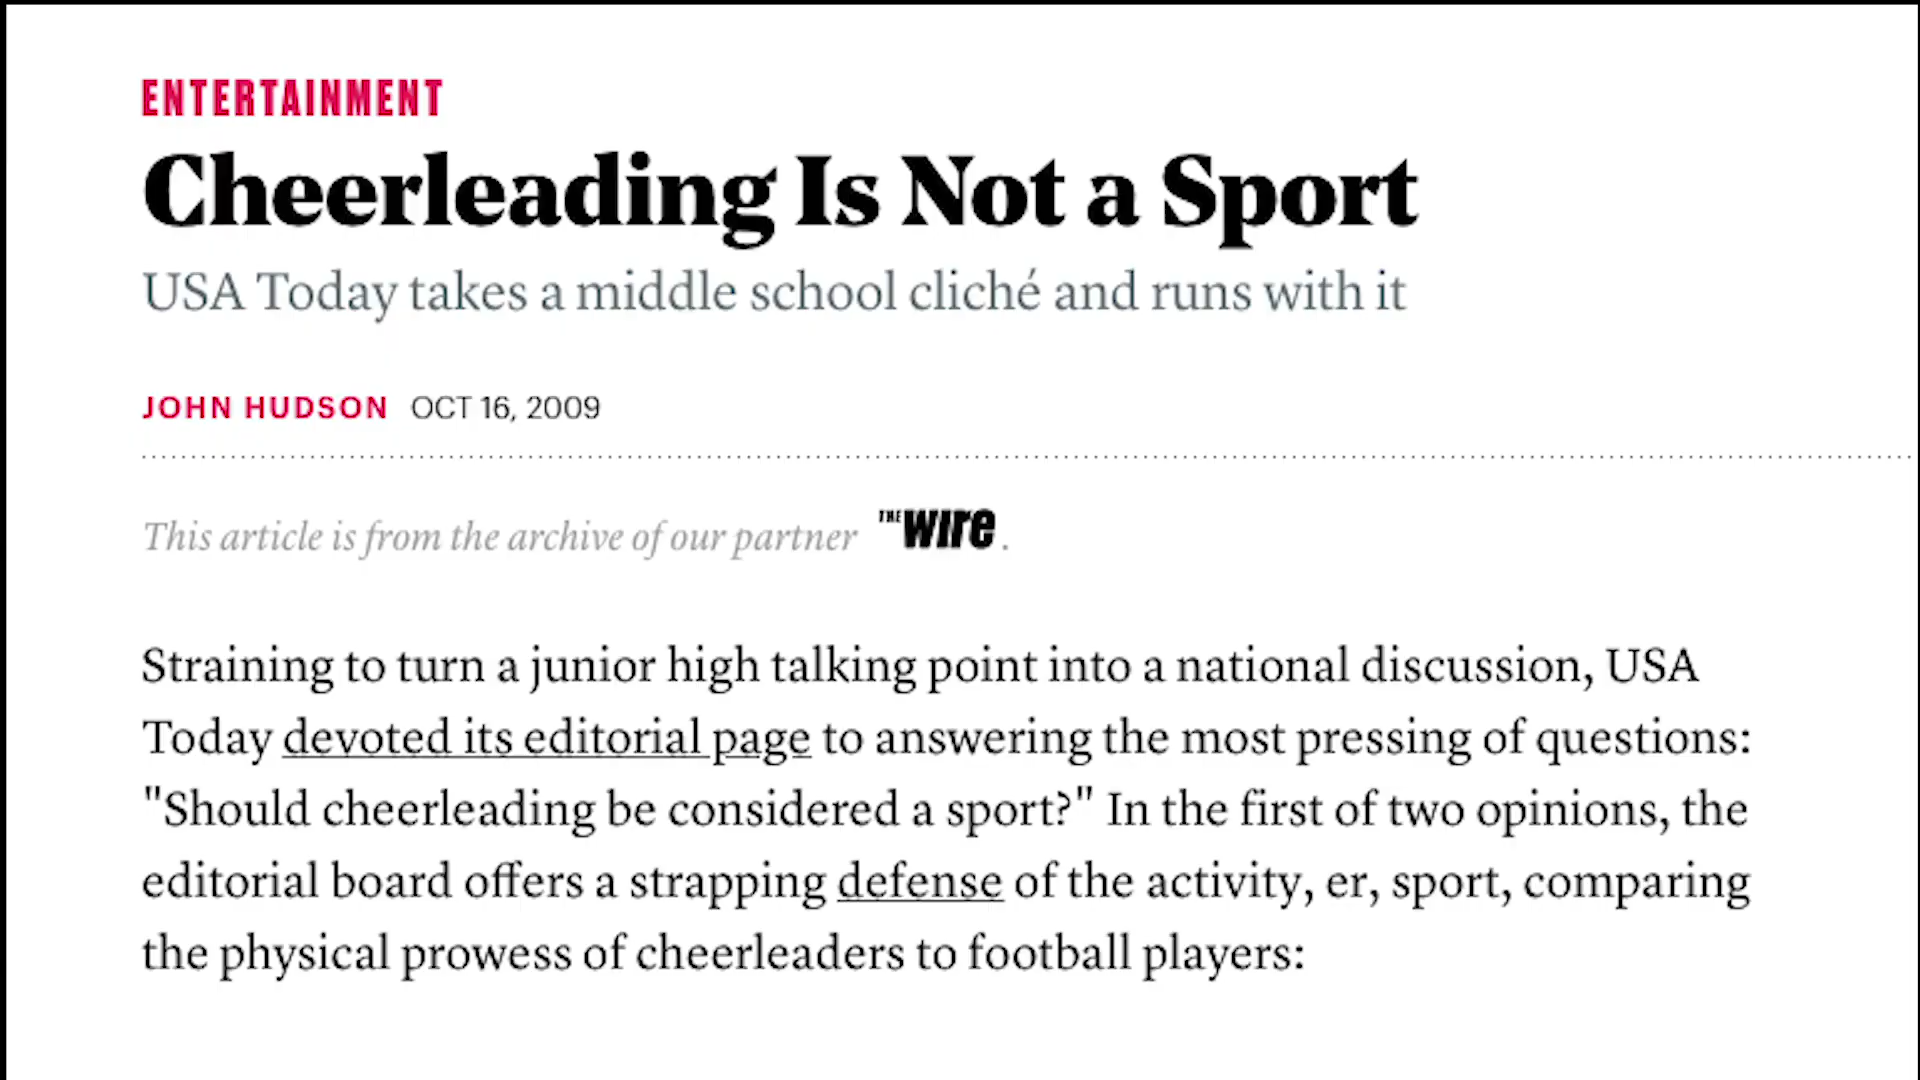 ENTERTAINMENT
Cheerleading Is Not a Sport
USA Today takes a middle school cliché and runs with it
JOHN HUDSON OCT 16, 2009
This article is from the archive of our partner THE WIRE .
Straining to turn a junior high talking point into a national discussion, USA
Today devoted its editorial page to answering the most pressing of questions:
"Should cheerleading be considered a sport?" In the first of two opinions, the
editorial board offers a strapping defense of the activity, er, sport, comparing
the physical prowess of cheerleaders to football players: